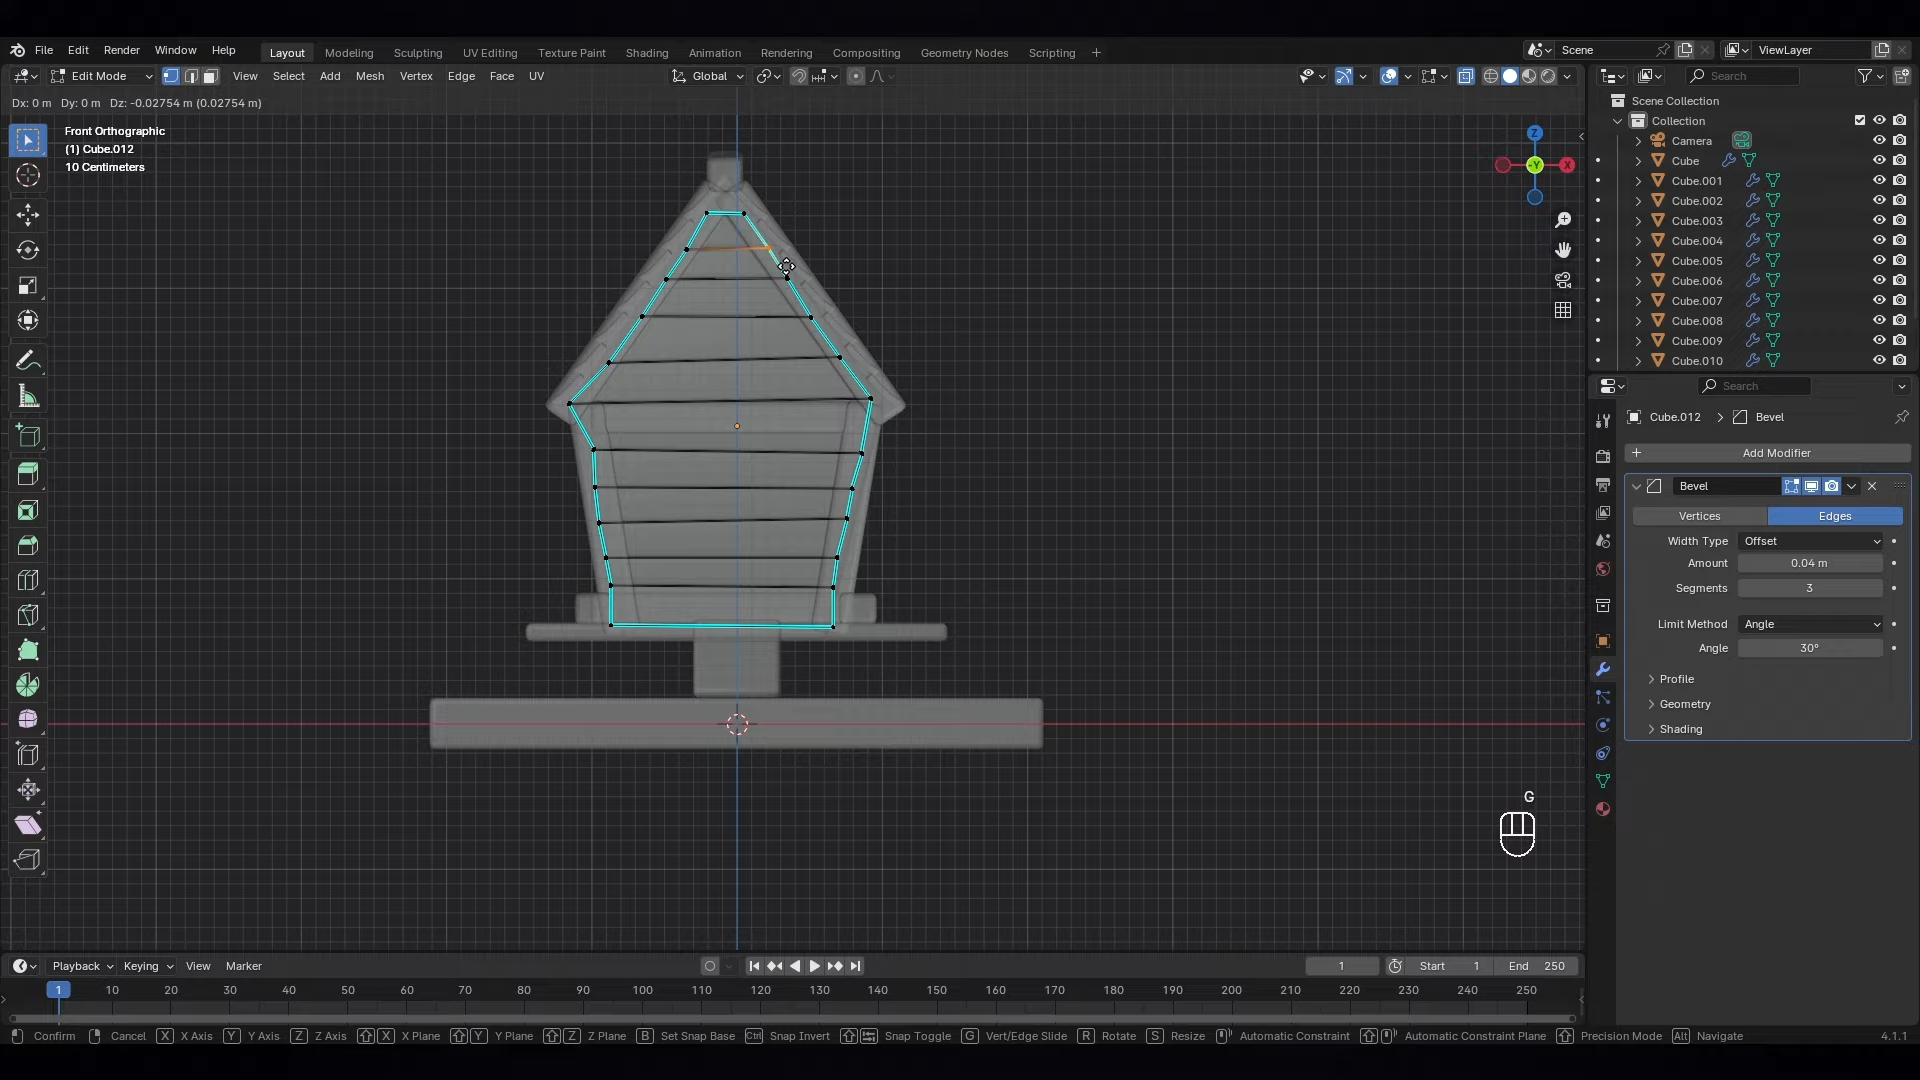 File Edit Render Window Help Layout Modeling Sculpting UV Editing Texture Paint Shading Animation Rendering Compositing Geometry Nodes Scripting + Scene ViewLayer
Edit Mode View Select Add Mesh Vertex Edge Face UV Global Search
Dx: 0 m Dy: 0 m Dz: -0.02754 m (0.02754 m)
Front Orthographic
(1) Cube.012
10 Centimeters
Z
-Y X
Scene Collection
Collection
Camera
Cube
Cube.001
Cube.002
Cube.003
Cube.004
Cube.005
Cube.006
Cube.007
Cube.008
Cube.009
Cube.010
Search
Cube.012 Bevel
+ Add Modifier
Bevel
Vertices Edges
Width Type Offset
Amount 0.04 m
Segments 3
Limit Method Angle
Angle 30°
Profile
Geometry
Shading
G
Playback Keying View Marker 1 Start 1 End 250
1 10 20 30 40 50 60 70 80 90 100 110 120 130 140 150 160 170 180 190 200 210 220 230 240 250
Confirm Cancel X X Axis Y Y Axis Z Z Axis X X Plane Y Y Plane Z Z Plane B Set Snap Base Ctrl Snap Invert Snap Toggle G Vert/Edge Slide R Rotate S Resize Automatic Constraint Automatic Constraint Plane Precision Mode Alt Navigate 4.1.1